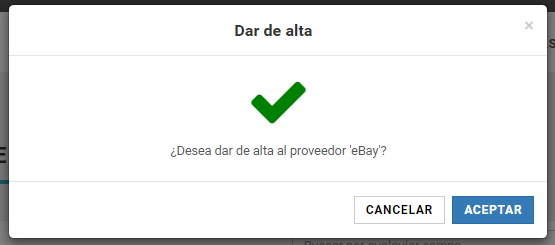 Dar de alta
×
¿Desea dar de alta al proveedor 'eBay'?
CANCELAR
ACEPTAR